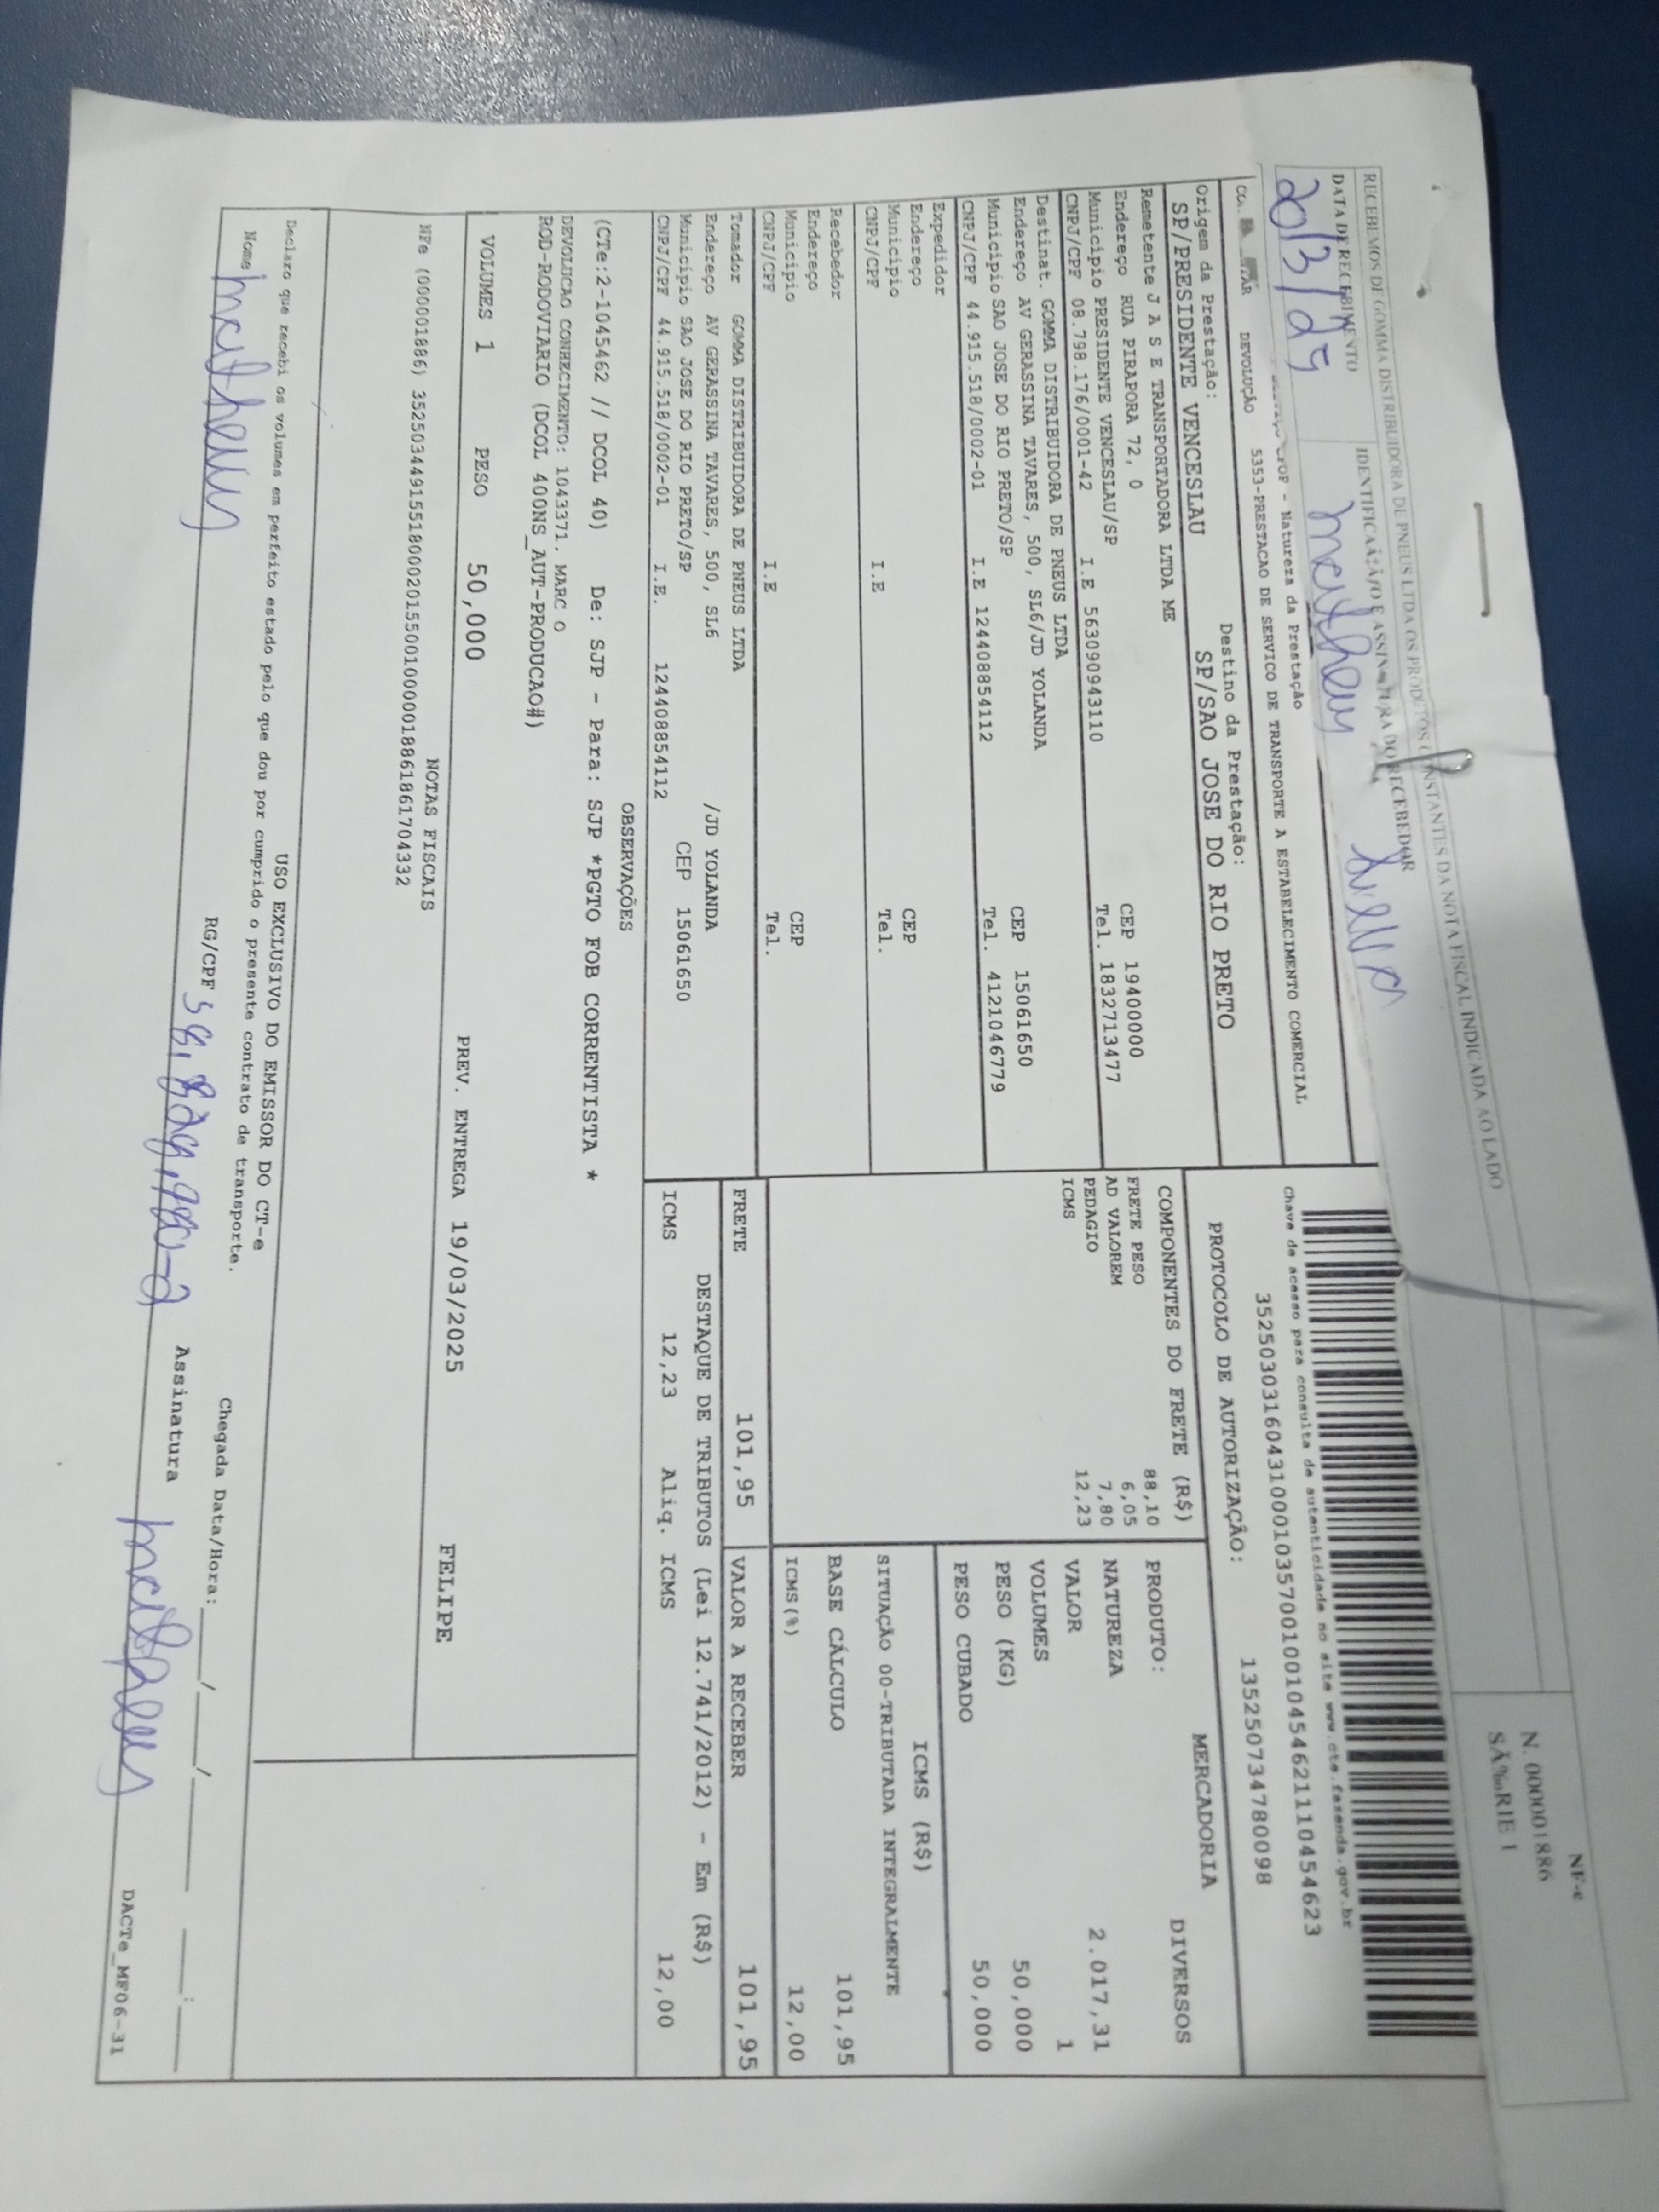 RECEBEMOS DE GOMMA DISTRIBUIDORA DE PNEUS LTDA OS PRODUTOS CONSTANTES DA NOTA FISCAL INDICADA AO LADO
DATA DE RECEBIMENTO
20/3/25
RECEBEDOR
Matheus
NF-e
N. 000001886
SÃ‰RIE 1
CFOP - Natureza da Prestação
DEVOLUÇÃO 5353-PRESTACAO DE SERVICO DE TRANSPORTE A ESTABELECIMENTO COMERCIAL
Origem da Prestação: Destino da Prestação:
SP/PRESIDENTE VENCESLAU SP/SAO JOSE DO RIO PRETO
Remetente J A S E TRANSPORTADORA LTDA ME
Endereço RUA PIRAPORA 72, 0 CEP 19400000
Município PRESIDENTE VENCESLAU/SP Tel. 1832713477
CNPJ/CPF 08.798.176/0001-42 I.E 563090943110
Destinat. GOMMA DISTRIBUIDORA DE PNEUS LTDA
Endereço AV GERASSINA TAVARES, 500, SL6/JD YOLANDA CEP 15061650
Município SAO JOSE DO RIO PRETO/SP Tel. 4121046779
CNPJ/CPF 44.915.518/0002-01 I.E 124408854112
Expedidor
Endereço CEP
Município Tel.
CNPJ/CPF I.E
Recebedor
Endereço
Município CEP
CNPJ/CPF I.E Tel.
Tomador GOMMA DISTRIBUIDORA DE PNEUS LTDA
Endereço AV GERASSINA TAVARES, 500, SL6 /JD YOLANDA
Município SAO JOSE DO RIO PRETO/SP CEP 15061650
CNPJ/CPF 44.915.518/0002-01 I.E. 124408854112
Chave de acesso para consulta de autenticidade no site www.cte.fazenda.gov.br
35250303160431000103570010010454621110454623
PROTOCOLO DE AUTORIZAÇÃO: 135250734780098
COMPONENTES DO FRETE (R$)
FRETE PESO 88,10
AD VALOREM 6,05
PEDAGIO 7,80
ICMS 12,23
MERCADORIA
PRODUTO: DIVERSOS
NATUREZA
VALOR 2.017,31
VOLUMES 1
PESO (KG) 50,000
PESO CUBADO 50,000
ICMS (R$)
SITUAÇÃO 00-TRIBUTADA INTEGRALMENTE
BASE CÁLCULO 101,95
ICMS(%) 12,00
FRETE 101,95 VALOR A RECEBER 101,95
DESTAQUE DE TRIBUTOS (Lei 12.741/2012) - Em (R$)
ICMS 12,23 Aliq. ICMS 12,00
OBSERVAÇÕES
(CTe:2-1045462 // DCOL 40) De: SJP - Para: SJP *PGTO FOB CORRENTISTA *
DEVOLUCAO CONHECIMENTO: 1043371. MARC O
ROD-RODOVIARIO (DCOL 400NS_AUT-PRODUCAO#)
VOLUMES 1 PESO 50,000 PREV. ENTREGA 19/03/2025 FELIPE
NOTAS FISCAIS
NFe (000001886) 35250344915518000201550010000018861861704332
USO EXCLUSIVO DO EMISSOR DO CT-e
Declaro que recebi os volumes em perfeito estado pelo que dou por cumprido o presente contrato de transporte.
Chegada Data/Hora:____/____/____ ___:___
Nome Matheus RG/CPF Assinatura Matheus
DACTe_MF06-31